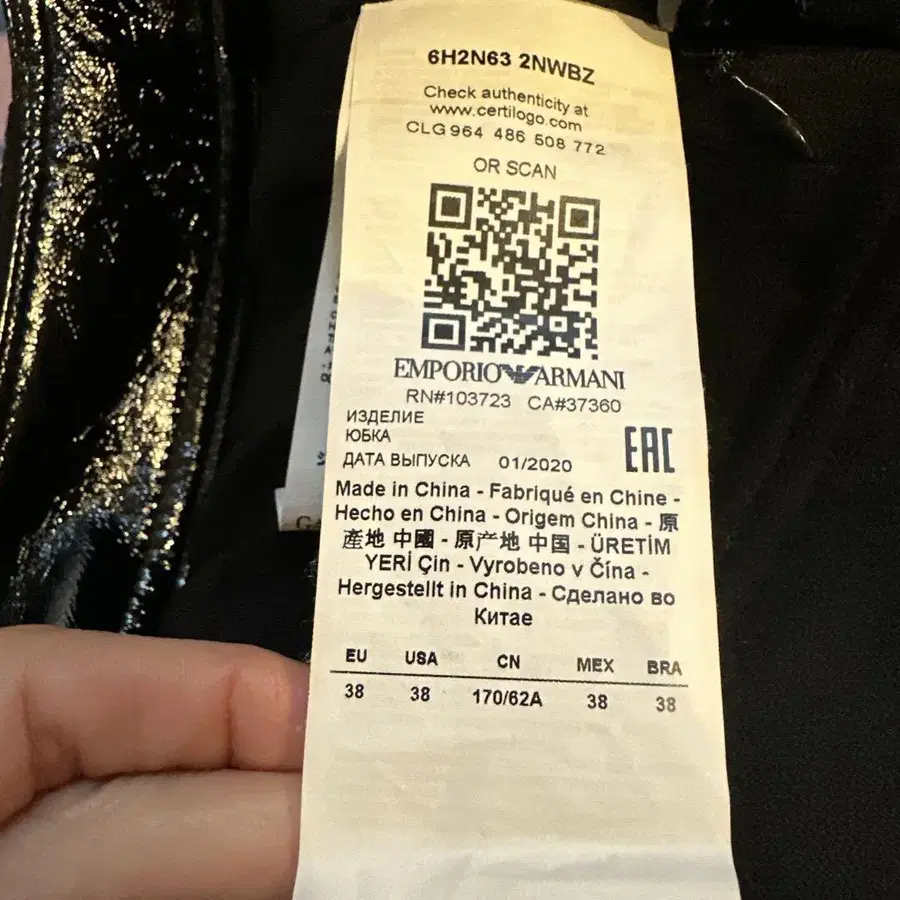 6H2N63 2NWBZ
Check authenticity at
www.certilogo.com
CLG 964 486 508 772
OR SCAN
EMPORIO ARMANI
RN#103723 CA#37360
ИЗДЕЛИЕ
ЮБКА
ДАТА ВЫПУСКА 01/2020
EAC
Made in China - Fabriqué en Chine -
Hecho en China - Origem China - 原
產地 中國 - 原产地 中国 - ÜRETİM
YERİ Çin - Vyrobeno v Čína -
Hergestellt in China - Сделано во
Китае
EU USA CN MEX BRA
38 38 170/62A 38 38